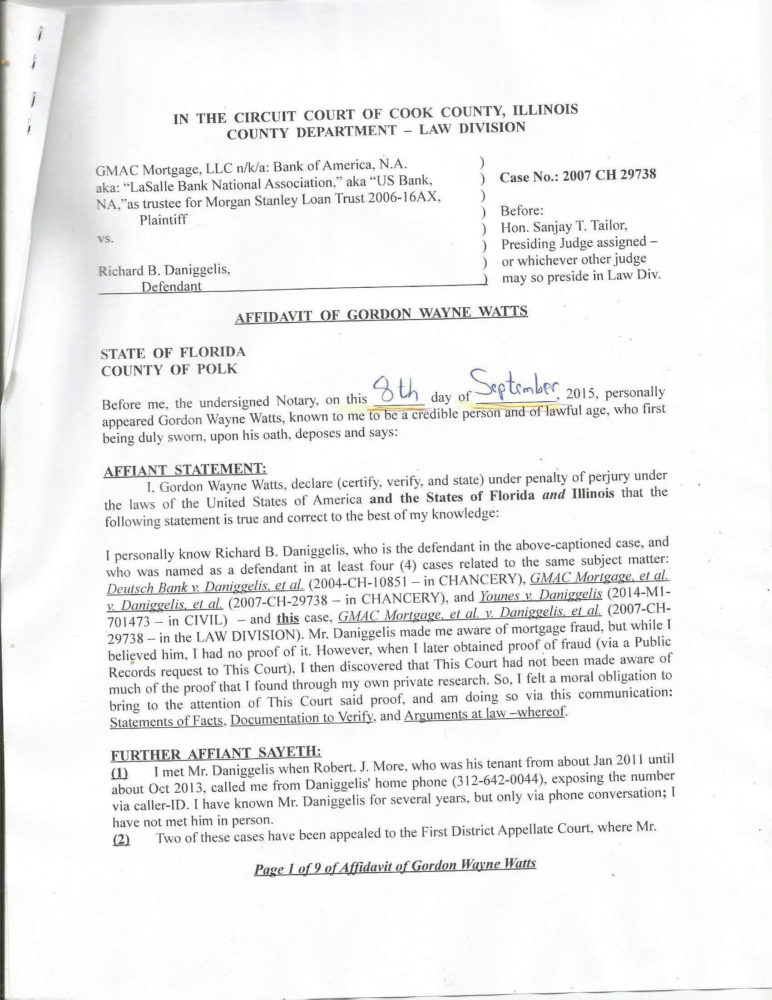 IN THE CIRCUIT COURT OF COOK COUNTY, ILLINOIS
COUNTY DEPARTMENT – LAW DIVISION
GMAC Mortgage, LLC n/k/a: Bank of America, N.A. )
aka: “LaSalle Bank National Association,” aka “US Bank, ) Case No.: 2007 CH 29738
NA,”as trustee for Morgan Stanley Loan Trust 2006-16AX, )
Plaintiff ) Before:
vs. ) Hon. Sanjay T. Tailor,
) Presiding Judge assigned –
Richard B. Daniggelis, ) or whichever other judge
Defendant ) may so preside in Law Div.
AFFIDAVIT OF GORDON WAYNE WATTS
STATE OF FLORIDA
COUNTY OF POLK
Before me, the undersigned Notary, on this 8th day of September, 2015, personally
appeared Gordon Wayne Watts, known to me to be a credible person and of lawful age, who first
being duly sworn, upon his oath, deposes and says:
AFFIANT STATEMENT:
I, Gordon Wayne Watts, declare (certify, verify, and state) under penalty of perjury under
the laws of the United States of America and the States of Florida and Illinois that the
following statement is true and correct to the best of my knowledge:
I personally know Richard B. Daniggelis, who is the defendant in the above-captioned case, and
who was named as a defendant in at least four (4) cases related to the same subject matter:
Deutsch Bank v. Daniggelis, et al. (2004-CH-10851 – in CHANCERY), GMAC Mortgage, et al.
v. Daniggelis, et al. (2007-CH-29738 – in CHANCERY), and Younes v. Daniggelis (2014-M1-
701473 – in CIVIL) – and this case, GMAC Mortgage, et al. v. Daniggelis, et al. (2007-CH-
29738 – in the LAW DIVISION). Mr. Daniggelis made me aware of mortgage fraud, but while I
believed him, I had no proof of it. However, when I later obtained proof of fraud (via a Public
Records request to This Court), I then discovered that This Court had not been made aware of
much of the proof that I found through my own private research. So, I felt a moral obligation to
bring to the attention of This Court said proof, and am doing so via this communication:
Statements of Facts, Documentation to Verify, and Arguments at law –whereof.
FURTHER AFFIANT SAYETH:
(1) I met Mr. Daniggelis when Robert. J. More, who was his tenant from about Jan 2011 until
about Oct 2013, called me from Daniggelis' home phone (312-642-0044), exposing the number
via caller-ID. I have known Mr. Daniggelis for several years, but only via phone conversation; I
have not met him in person.
(2) Two of these cases have been appealed to the First District Appellate Court, where Mr.
Page 1 of 9 of Affidavit of Gordon Wayne Watts